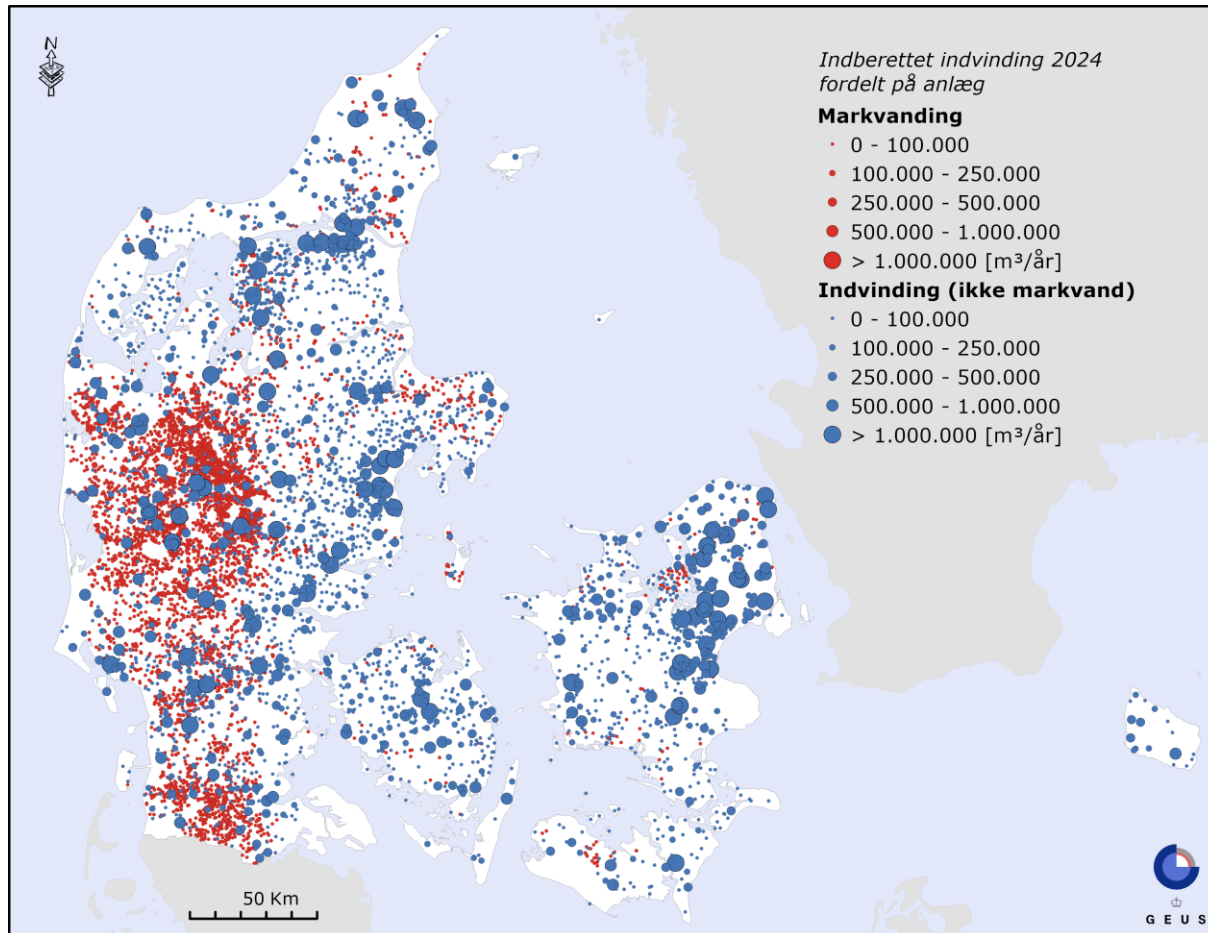 N
Indberettet indvinding 2024
fordelt på anlæg
Markvanding
0 - 100.000
100.000 - 250.000
250.000 - 500.000
500.000 - 1.000.000
> 1.000.000 [m³/år]
Indvinding (ikke markvand)
0 - 100.000
100.000 - 250.000
250.000 - 500.000
500.000 - 1.000.000
> 1.000.000 [m³/år]
50 Km
G E U S